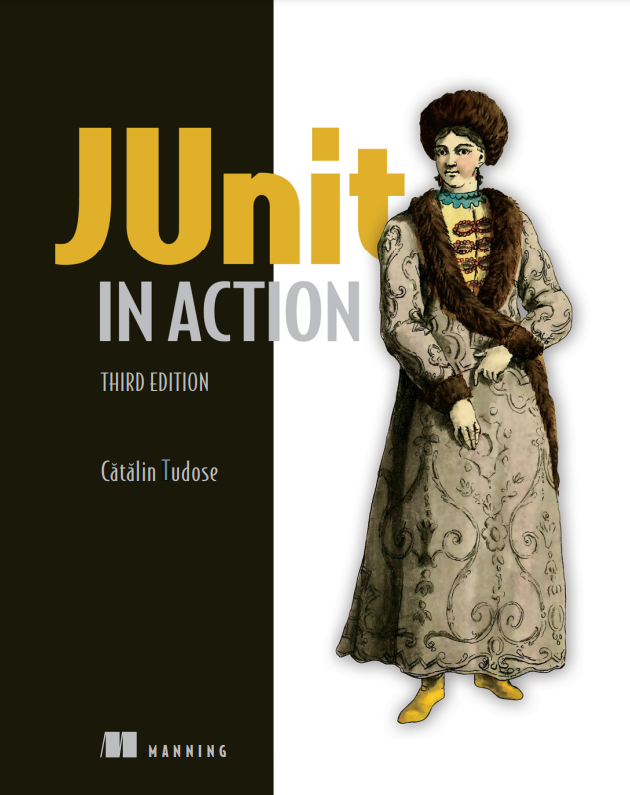 JUnit
IN ACTION
THIRD EDITION
Cătălin Tudose
MANNING